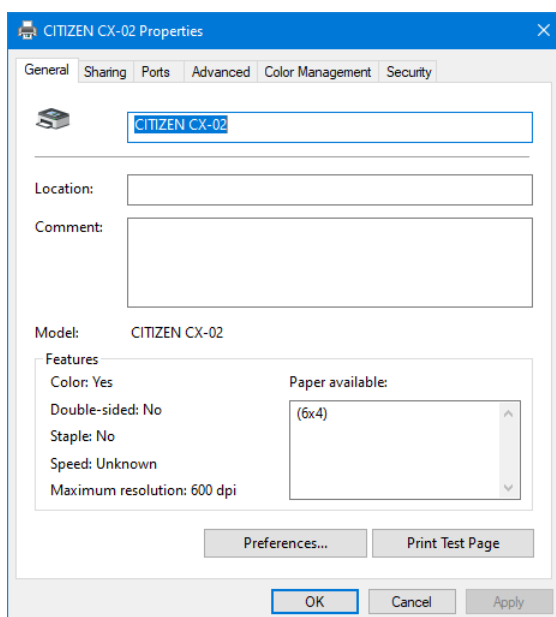 CITIZEN CX-02 Properties
General Sharing Ports Advanced Color Management Security
CITIZEN CX-02
Location:
Comment:
Model: CITIZEN CX-02
Features
Color: Yes
Double-sided: No
Staple: No
Speed: Unknown
Maximum resolution: 600 dpi
Paper available:
(6x4)
Preferences... Print Test Page
OK Cancel Apply